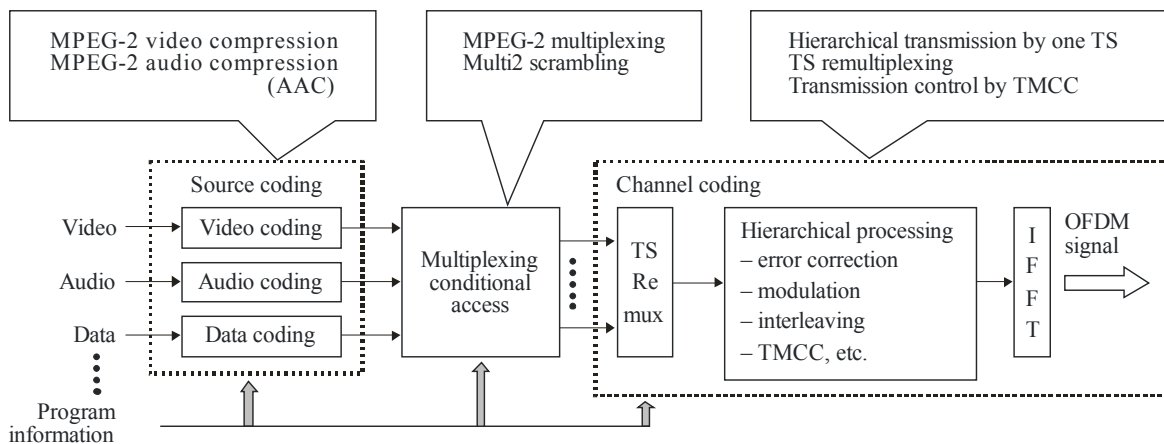 MPEG-2 video compression
MPEG-2 audio compression
(AAC)
MPEG-2 multiplexing
Multi2 scrambling
Hierarchical transmission by one TS
TS remultiplexing
Transmission control by TMCC
Source coding
Video
Video coding
Audio
Audio coding
Data
Data coding
Program
information
Multiplexing
conditional
access
Channel coding
TS
Re
mux
Hierarchical processing
– error correction
– modulation
– interleaving
– TMCC, etc.
I
F
F
T
OFDM
signal